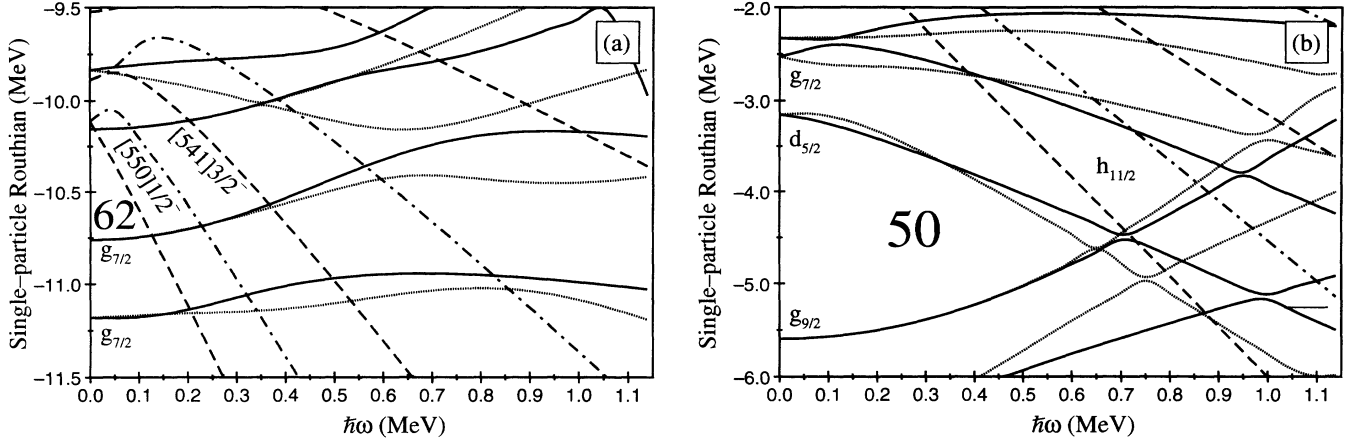 Single–particle Routhian (MeV)
−9.5
−10.0
−10.5
−11.0
−11.5
(a)
[541]3/2⁻
[550]1/2⁻
62
g7/2
g7/2
0.0 0.1 0.2 0.3 0.4 0.5 0.6 0.7 0.8 0.9 1.0 1.1
ℏω (MeV)
Single–particle Routhian (MeV)
−2.0
−3.0
−4.0
−5.0
−6.0
(b)
g7/2
d5/2
h11/2
50
g9/2
0.0 0.1 0.2 0.3 0.4 0.5 0.6 0.7 0.8 0.9 1.0 1.1
ℏω (MeV)